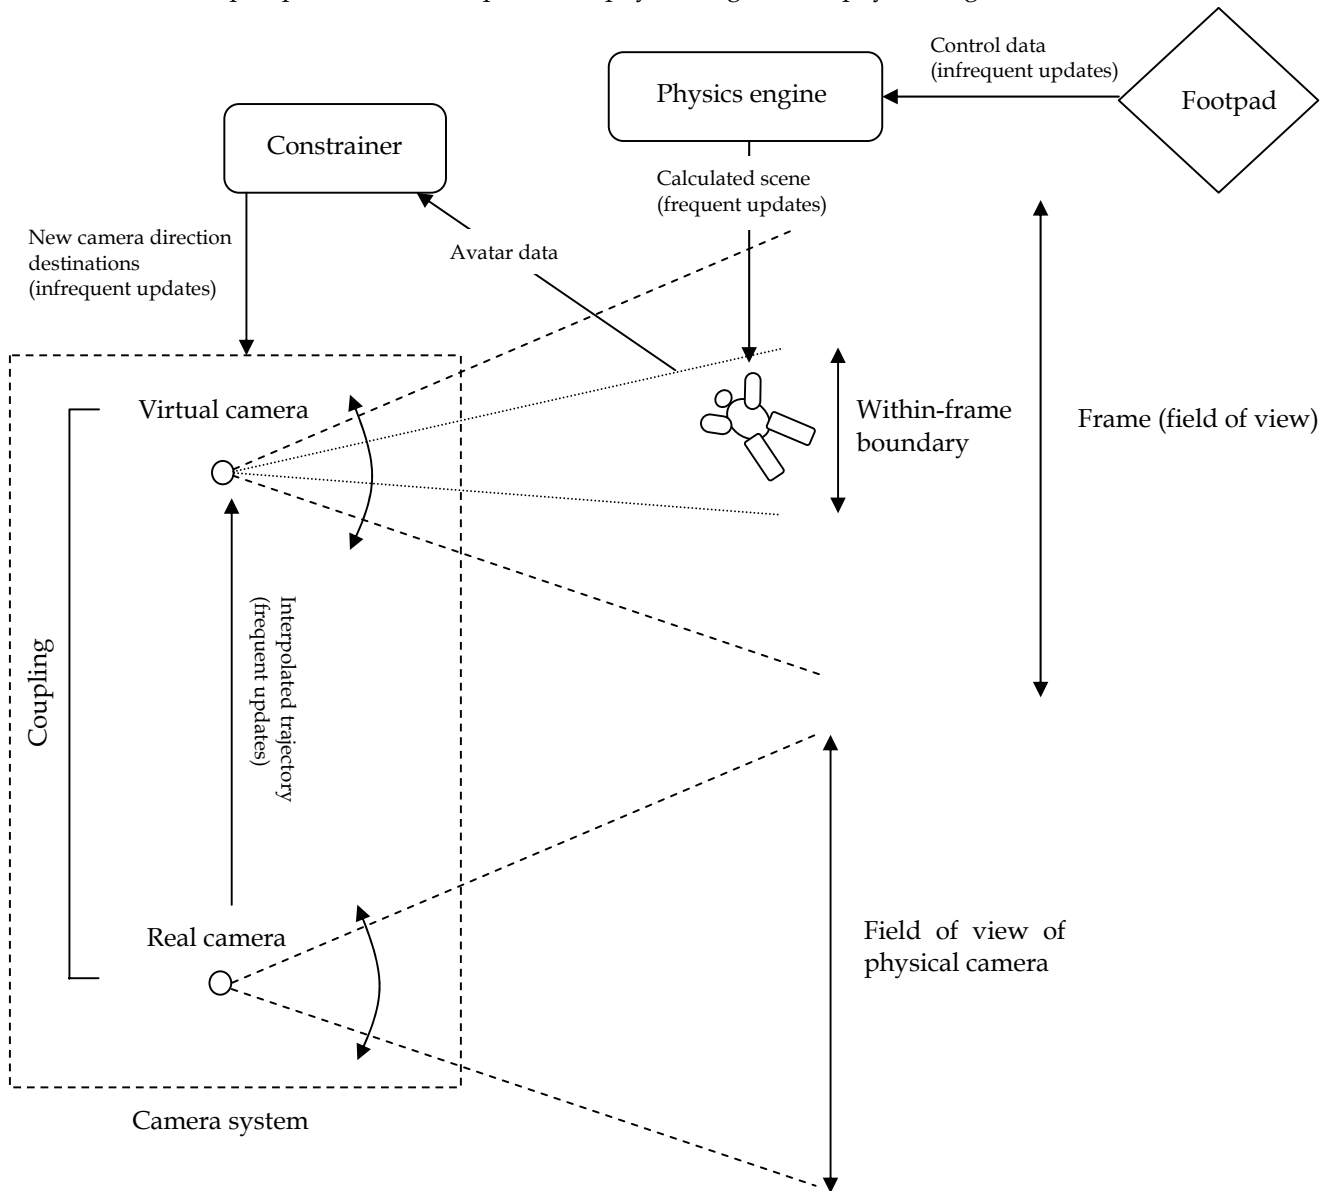 Control data
(infrequent updates)
Physics engine
Footpad
Constrainer
Calculated scene
(frequent updates)
New camera direction
destinations
(infrequent updates)
Avatar data
Virtual camera
Within-frame
boundary
Frame (field of view)
Interpolated trajectory
(frequent updates)
Coupling
Real camera
Field of view of
physical camera
Camera system